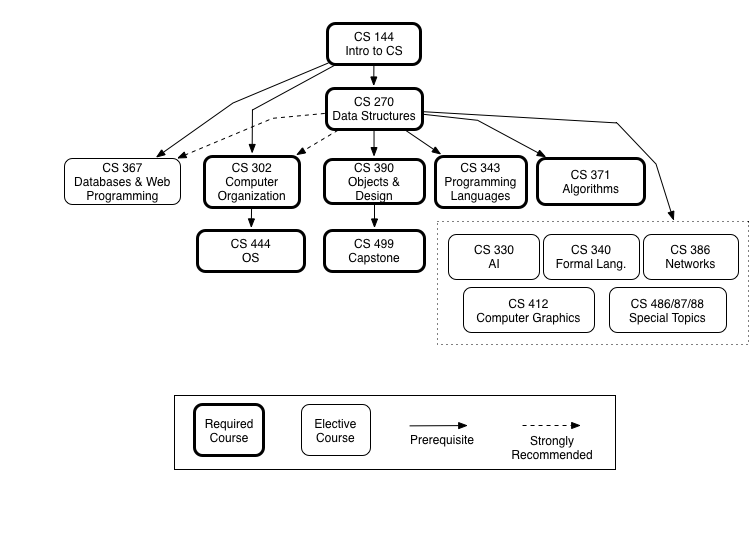 CS 144
Intro to CS
CS 270
Data Structures
CS 367
Databases & Web
Programming
CS 302
Computer
Organization
CS 390
Objects &
Design
CS 343
Programming
Languages
CS 371
Algorithms
CS 444
OS
CS 499
Capstone
CS 330
AI
CS 340
Formal Lang.
CS 386
Networks
CS 412
Computer Graphics
CS 486/87/88
Special Topics
Required
Course
Elective
Course
Prerequisite
Strongly
Recommended